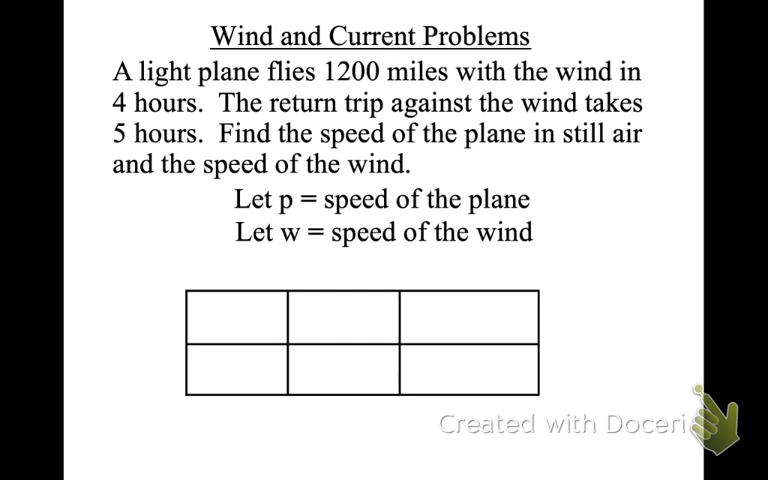 Wind and Current Problems
A light plane flies 1200 miles with the wind in
4 hours.  The return trip against the wind takes
5 hours.  Find the speed of the plane in still air
and the speed of the wind.
Let p = speed of the plane
Let w = speed of the wind
Created with Doceri